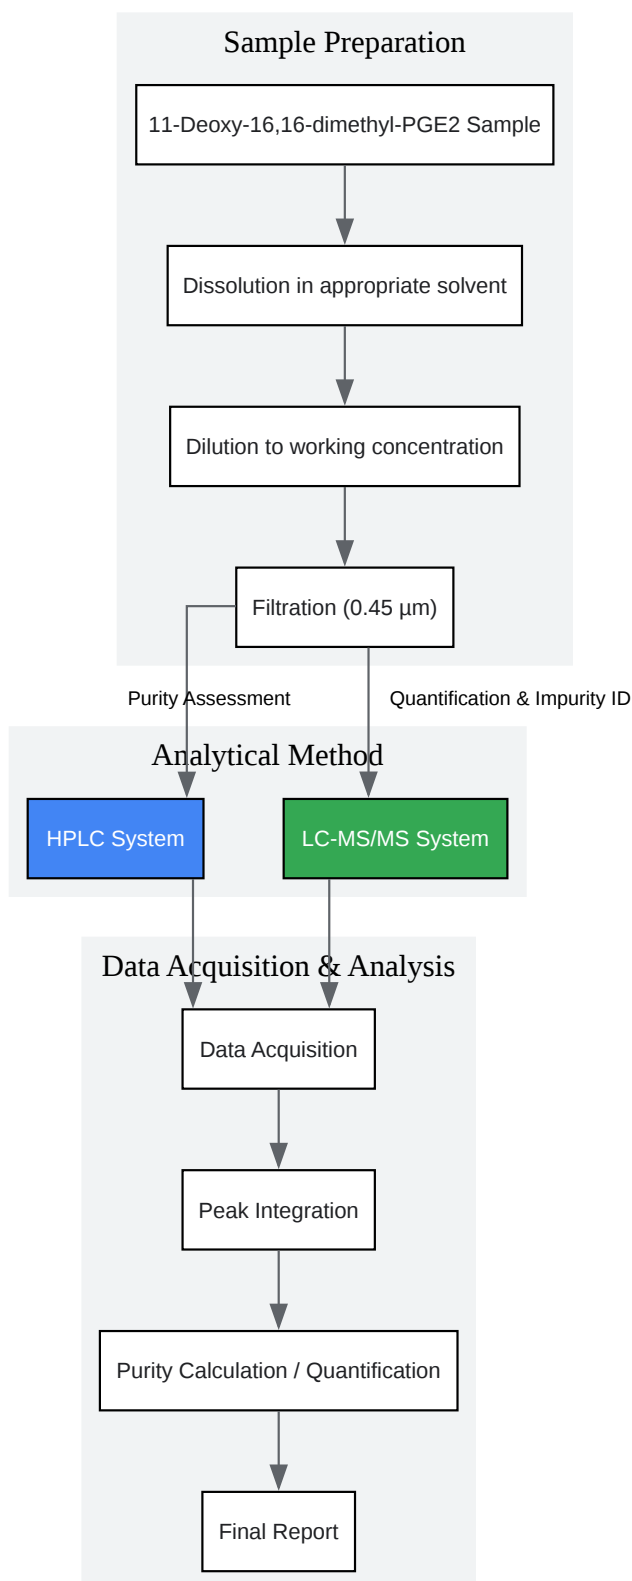 Sample Preparation
11-Deoxy-16,16-dimethyl-PGE2 Sample
Dissolution in appropriate solvent
Dilution to working concentration
Filtration (0.45 µm)
Purity Assessment
Quantification & Impurity ID
Analytical Method
HPLC System
LC-MS/MS System
Data Acquisition & Analysis
Data Acquisition
Peak Integration
Purity Calculation / Quantification
Final Report